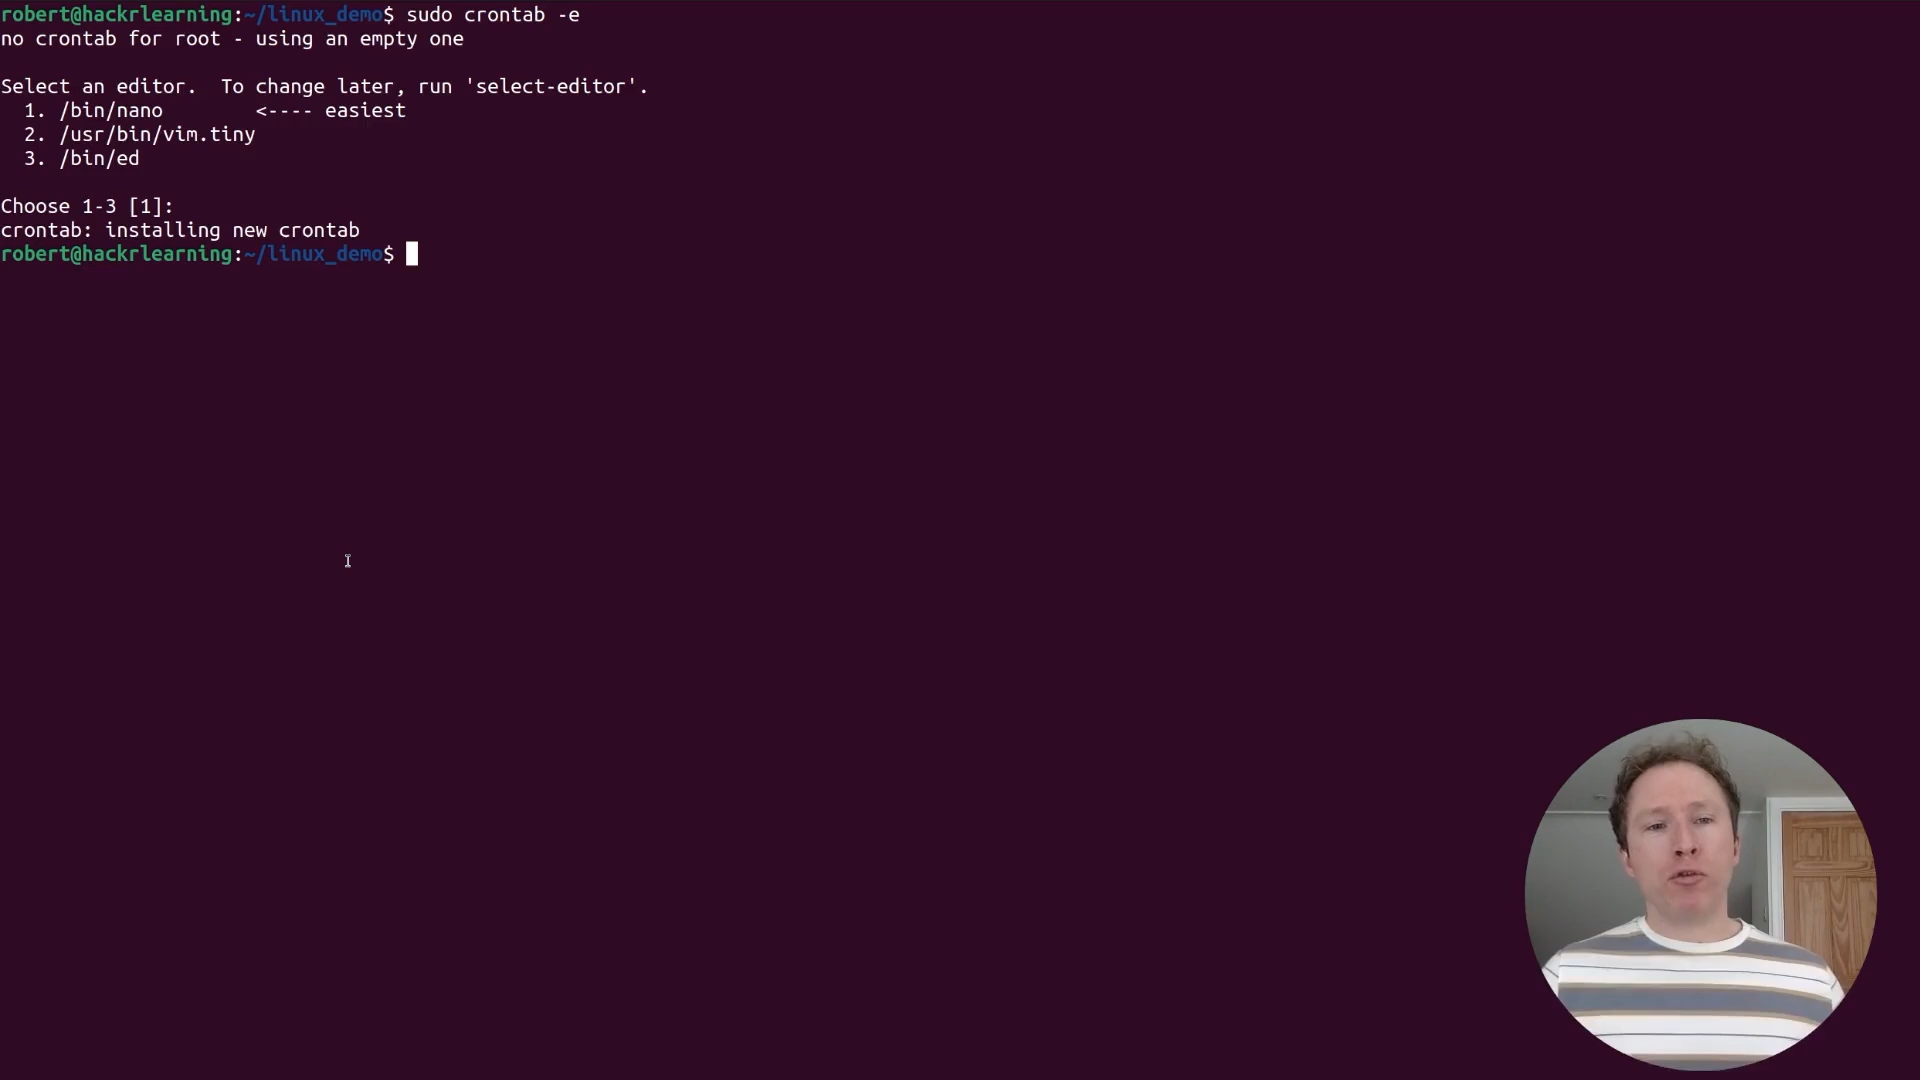 robert@hackrlearning:~/linux_demo$ sudo crontab -e
no crontab for root - using an empty one
Select an editor.  To change later, run 'select-editor'.
  1. /bin/nano        <---- easiest
  2. /usr/bin/vim.tiny
  3. /bin/ed
Choose 1-3 [1]:
crontab: installing new crontab
robert@hackrlearning:~/linux_demo$